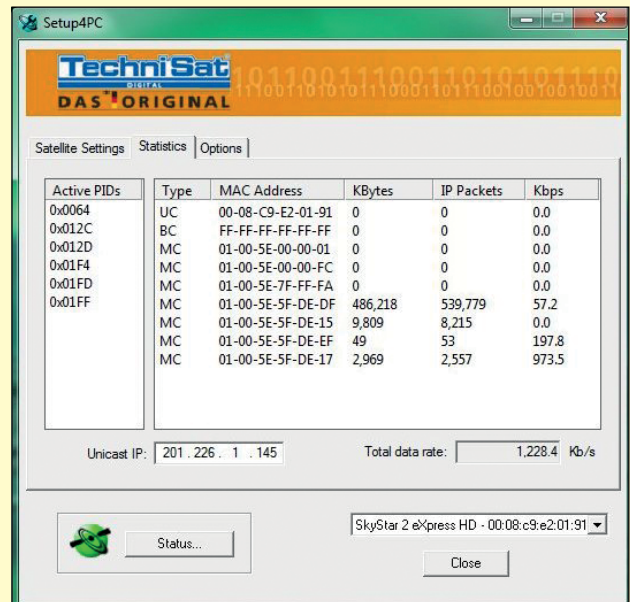 Setup4PC
TechniSat
DIGITAL
DAS ORIGINAL
Satellite Settings Statistics Options
Active PIDs
0x0064
0x012C
0x012D
0x01F4
0x01FD
0x01FF
Type MAC Address KBytes IP Packets Kbps
UC 00-08-C9-E2-01-91 0 0 0.0
BC FF-FF-FF-FF-FF-FF 0 0 0.0
MC 01-00-5E-00-00-01 0 0 0.0
MC 01-00-5E-00-00-FC 0 0 0.0
MC 01-00-5E-7F-FF-FA 0 0 0.0
MC 01-00-5E-5F-DE-DF 486,218 539,779 57.2
MC 01-00-5E-5F-DE-15 9,809 8,215 0.0
MC 01-00-5E-5F-DE-EF 49 53 197.8
MC 01-00-5E-5F-DE-17 2,969 2,557 973.5
Unicast IP: 201 . 226 . 1 . 145 Total data rate: 1,228.4 Kb/s
Status...
SkyStar 2 eXpress HD - 00:08:c9:e2:01:91
Close